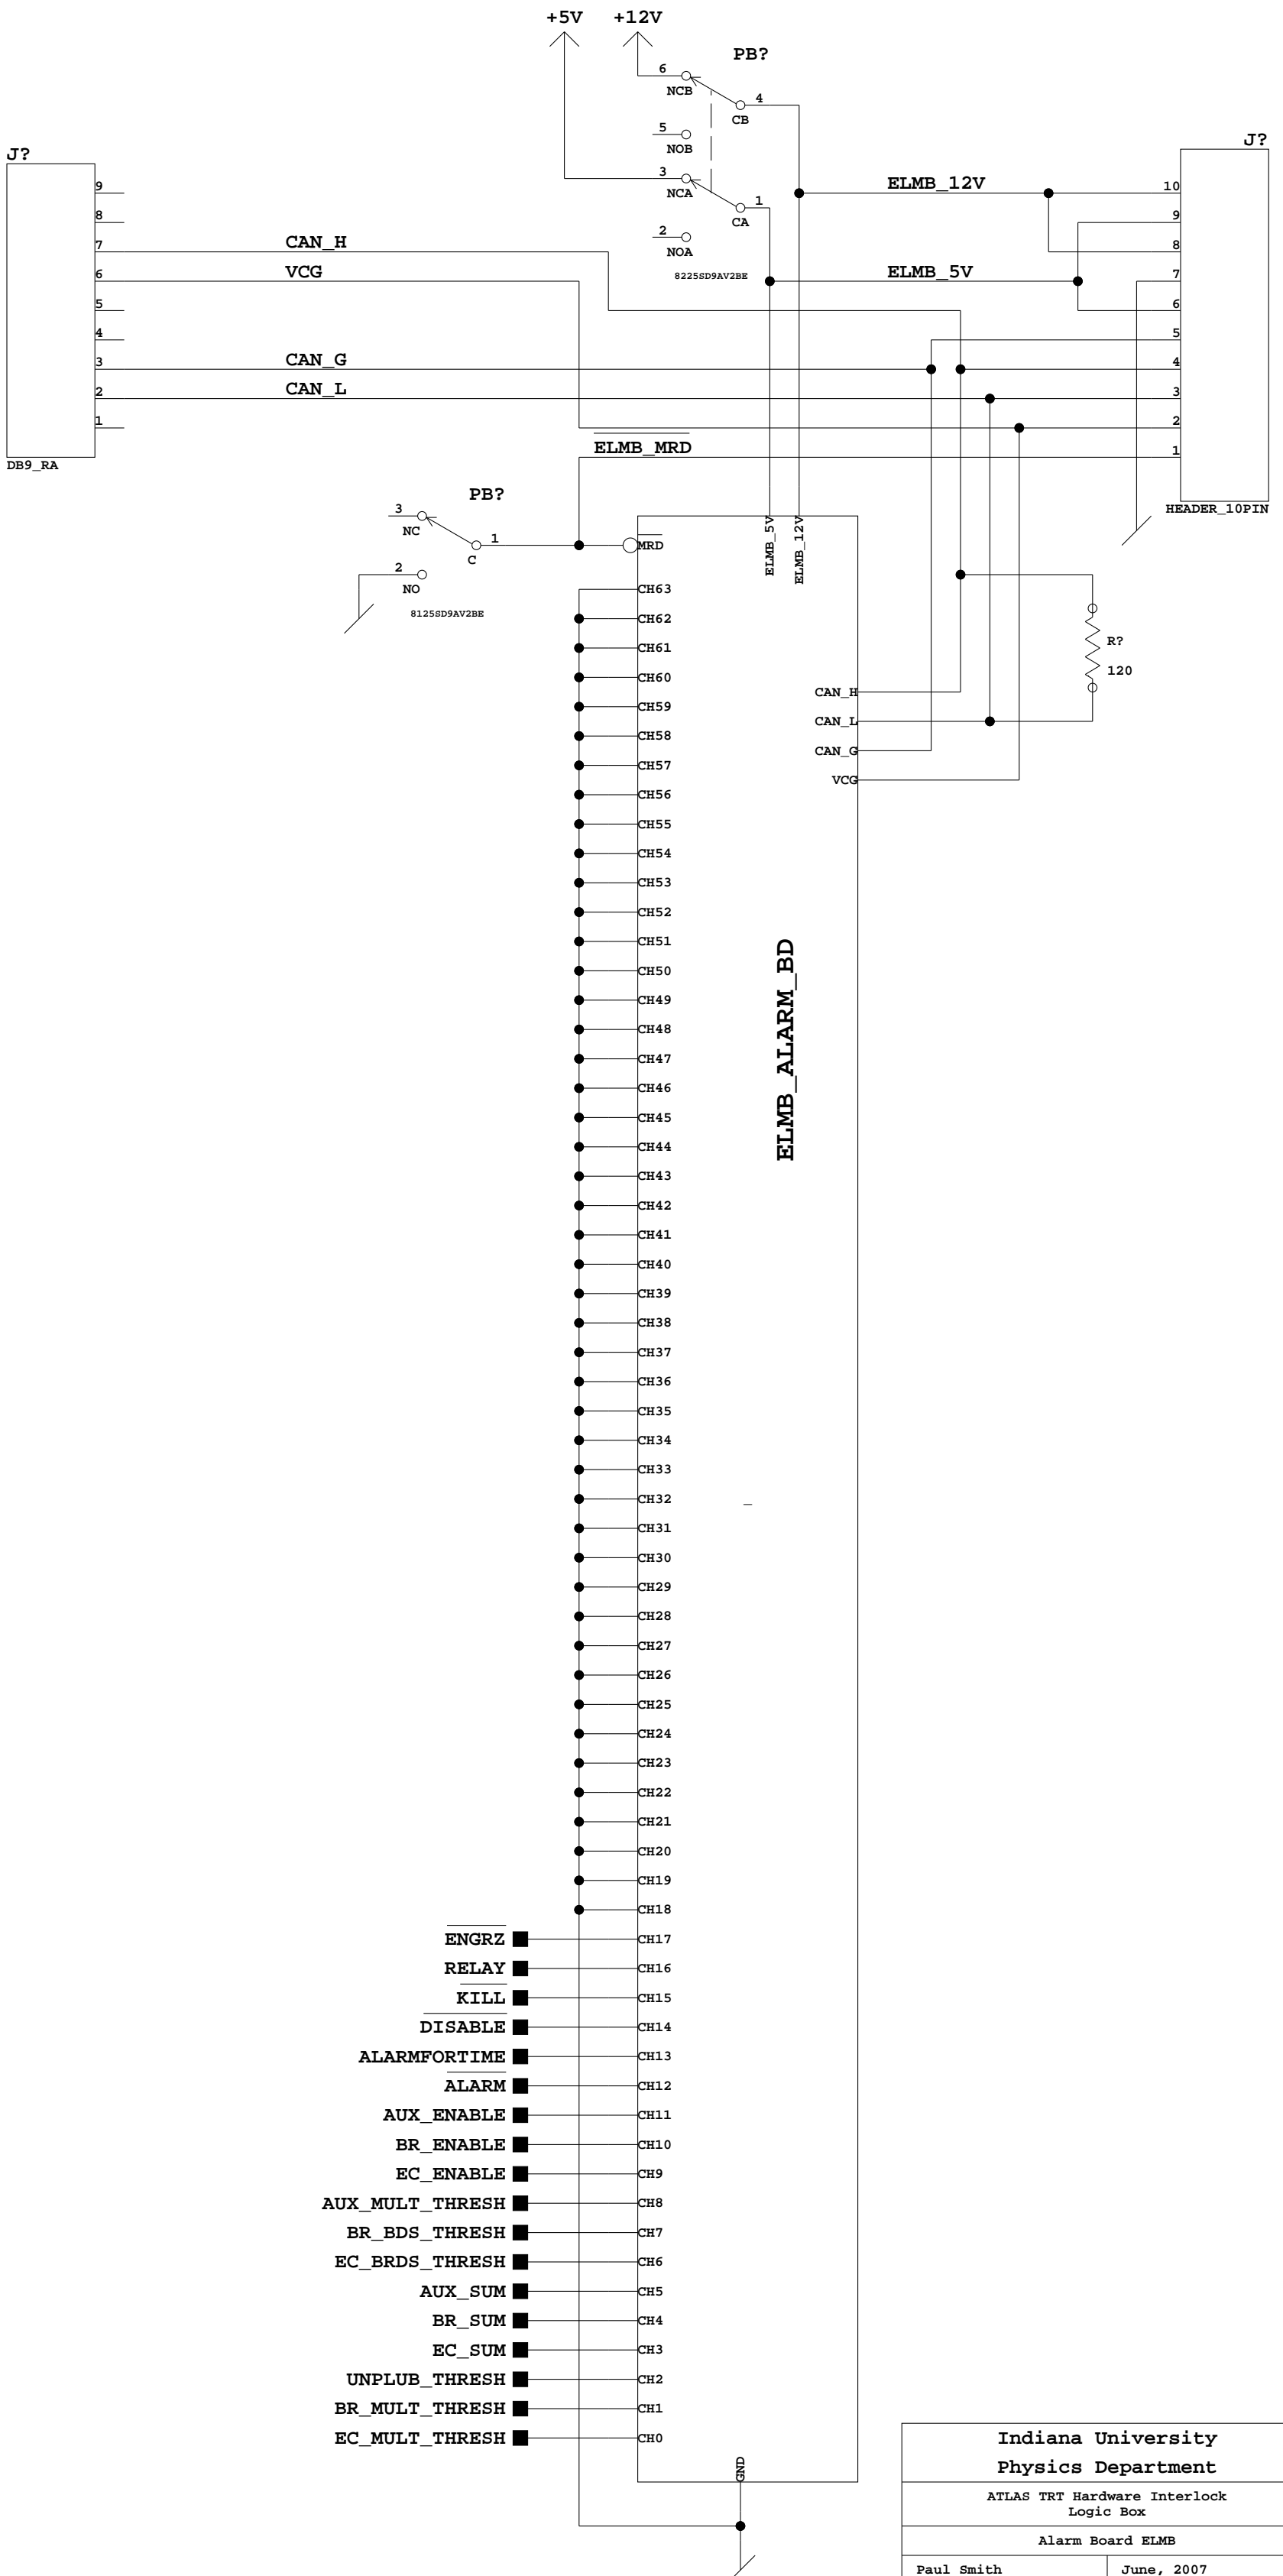 +5V +12V
PB?
6
NCB
4
CB
5
NOB
3
NCA
1
CA
2
NOA
8225SD9AV2BE
J?
9
8
7
6
5
4
3
2
1
DB9_RA
CAN_H
VCG
CAN_G
CAN_L
J?
ELMB_12V
ELMB_5V
10
9
8
7
6
5
4
3
2
1
HEADER_10PIN
ELMB_MRD
PB?
3
NC
1
C
2
NO
8125SD9AV2BE
MRD
ELMB_5V
ELMB_12V
R?
120
CAN_H
CAN_L
CAN_G
VCG
CH63
CH62
CH61
CH60
CH59
CH58
CH57
CH56
CH55
CH54
CH53
CH52
CH51
CH50
CH49
CH48
CH47
CH46
CH45
CH44
CH43
CH42
CH41
CH40
CH39
CH38
CH37
CH36
CH35
CH34
CH33
CH32
CH31
CH30
CH29
CH28
CH27
CH26
CH25
CH24
CH23
CH22
CH21
CH20
CH19
CH18
ELMB_ALARM_BD
_
ENGRZ CH17
RELAY CH16
KILL CH15
DISABLE CH14
ALARMFORTIME CH13
ALARM CH12
AUX_ENABLE CH11
BR_ENABLE CH10
EC_ENABLE CH9
AUX_MULT_THRESH CH8
BR_BDS_THRESH CH7
EC_BRDS_THRESH CH6
AUX_SUM CH5
BR_SUM CH4
EC_SUM CH3
UNPLUB_THRESH CH2
BR_MULT_THRESH CH1
EC_MULT_THRESH CH0
GND
Indiana University
Physics Department
ATLAS TRT Hardware Interlock
Logic Box
Alarm Board ELMB
Paul Smith June, 2007